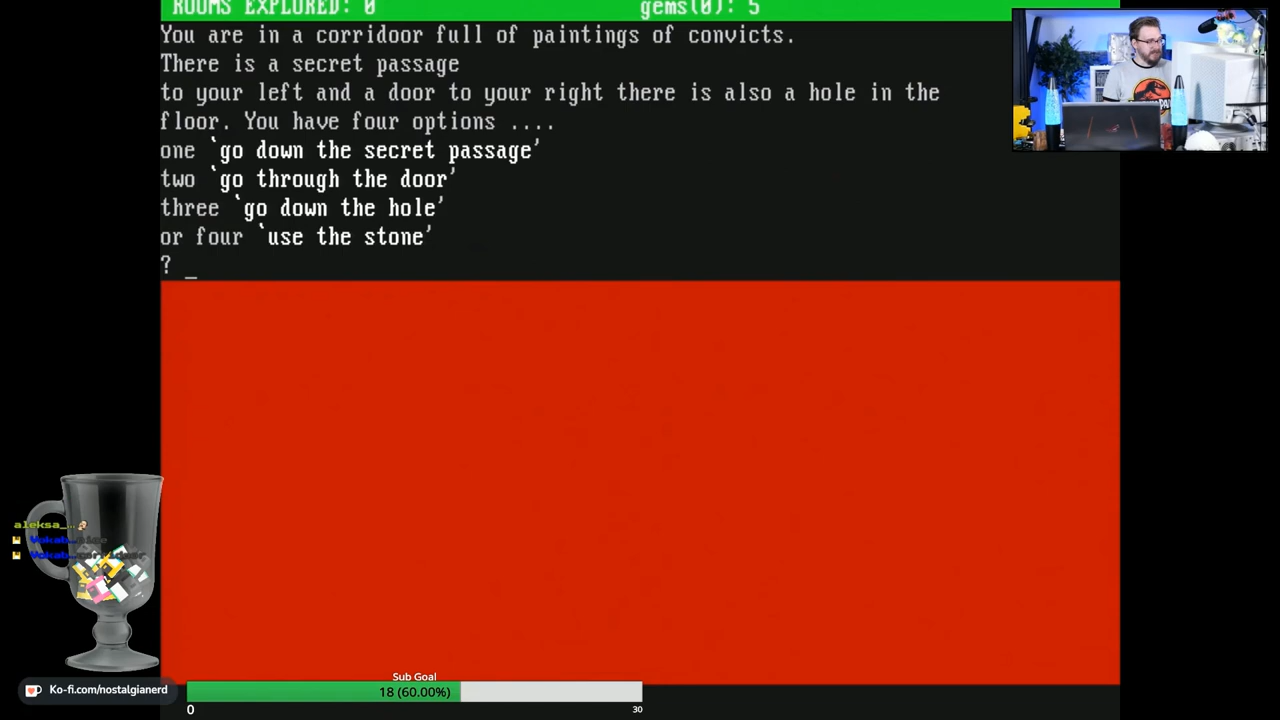 ROOMS EXPLORED: 0 gems(0): 5
You are in a corridoor full of paintings of convicts.
There is a secret passage
to your left and a door to your right there is also a hole in the
floor. You have four options ....
one `go down the secret passage'
two `go through the door'
three `go down the hole'
or four `use the stone'
? _
aleksa_...
Ko-fi.com/nostalgianerd
Sub Goal
18 (60.00%)
0 30